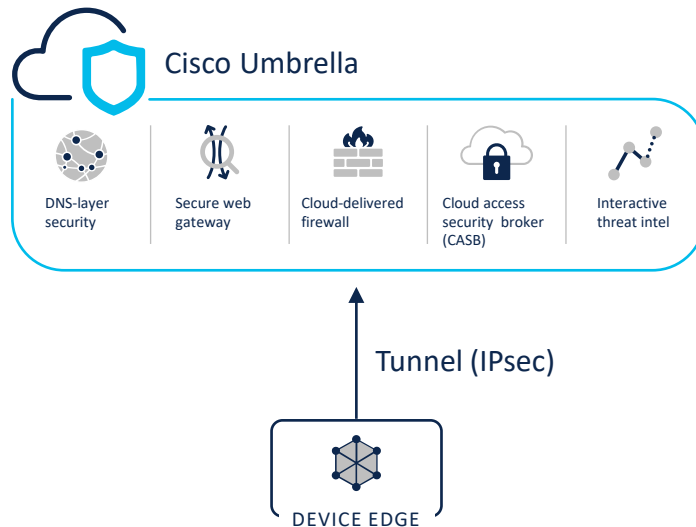 Cisco Umbrella
DNS-layer
security
Secure web
gateway
Cloud-delivered
firewall
Cloud access
security broker
(CASB)
Interactive
threat intel
Tunnel (IPsec)
DEVICE EDGE